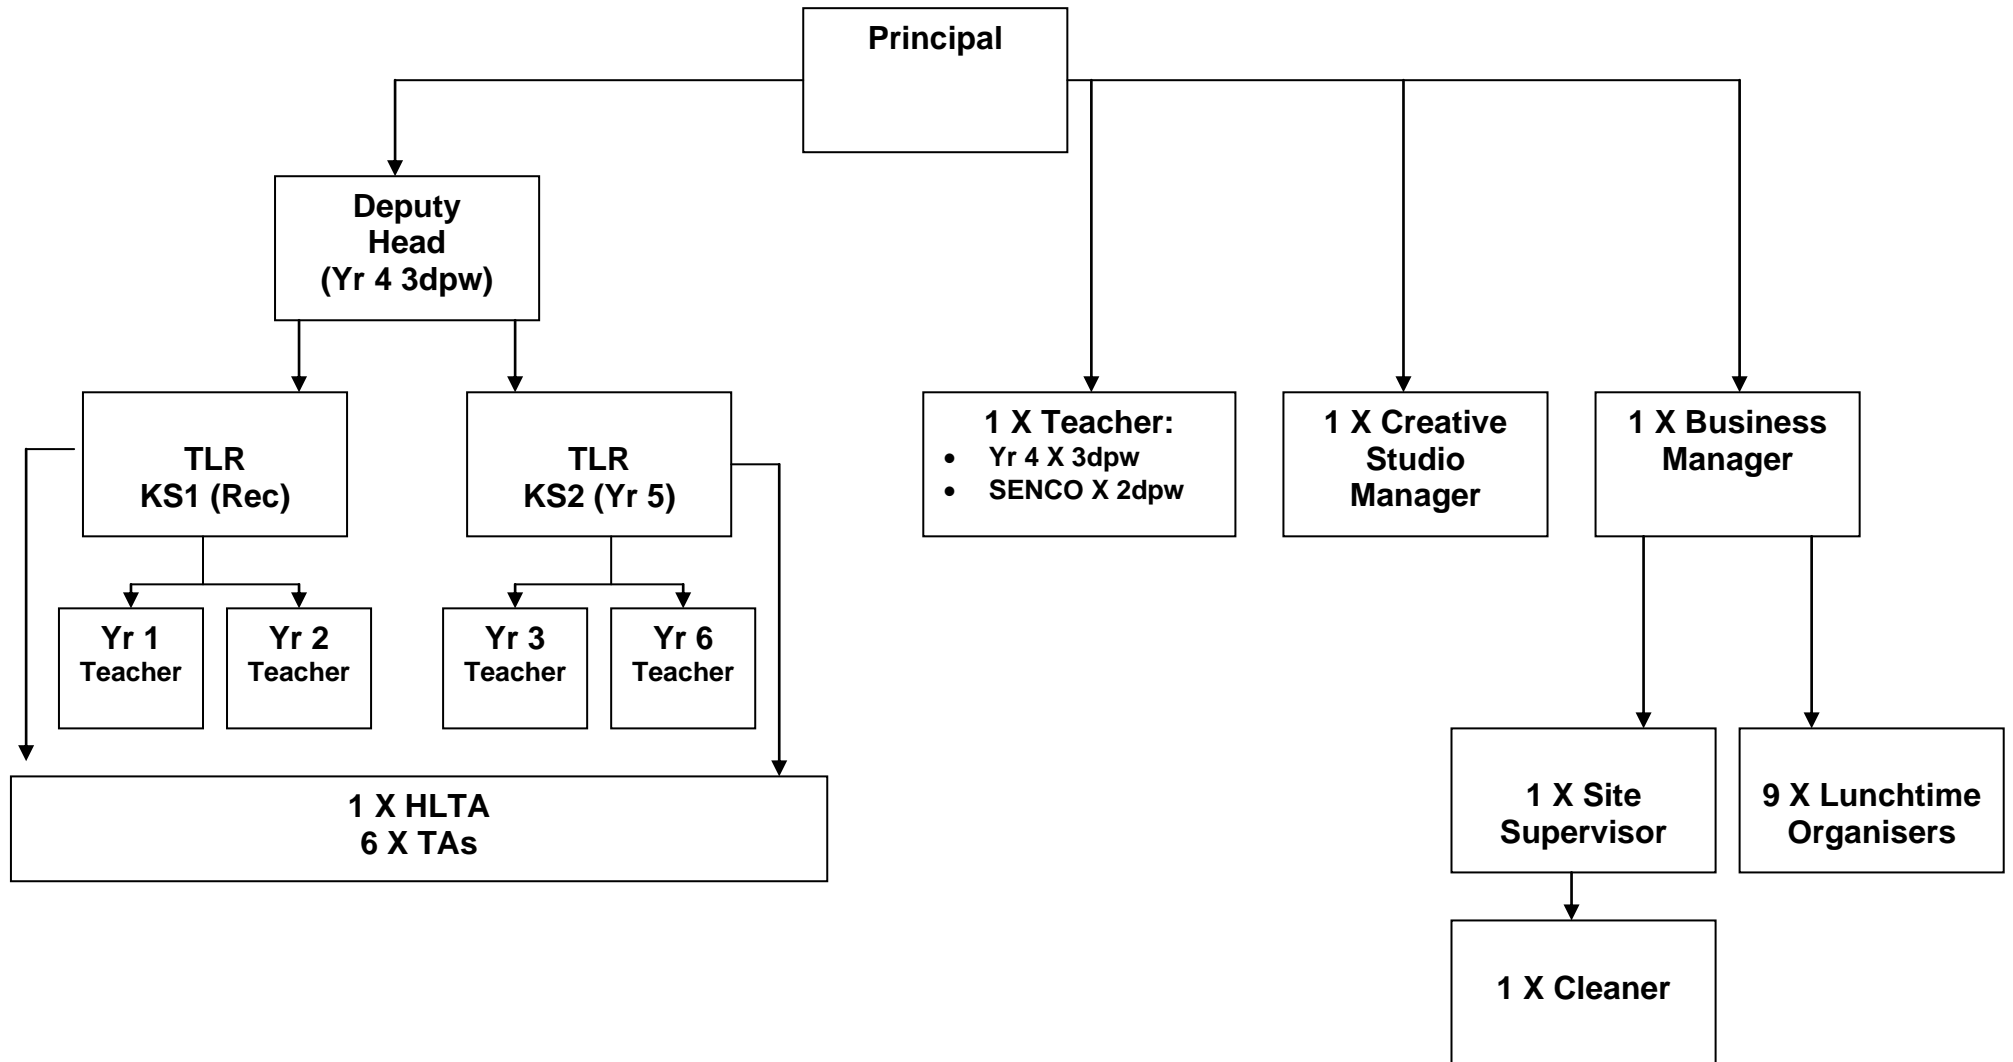 Principal
Deputy
Head
(Yr 4 3dpw)
TLR
KS1 (Rec)
TLR
KS2 (Yr 5)
1 X Teacher:
• Yr 4 X 3dpw
• SENCO X 2dpw
1 X Creative
Studio
Manager
1 X Business
Manager
Yr 1
Teacher
Yr 2
Teacher
Yr 3
Teacher
Yr 6
Teacher
1 X HLTA
6 X TAs
1 X Site
Supervisor
9 X Lunchtime
Organisers
1 X Cleaner